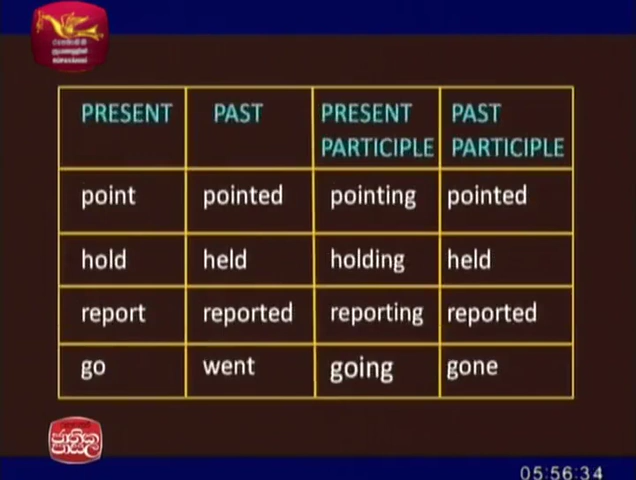 PRESENT PAST PRESENT PARTICIPLE PAST PARTICIPLE
point pointed pointing pointed
hold held holding held
report reported reporting reported
go went going gone
ජාතික
පාසල
05:56:34